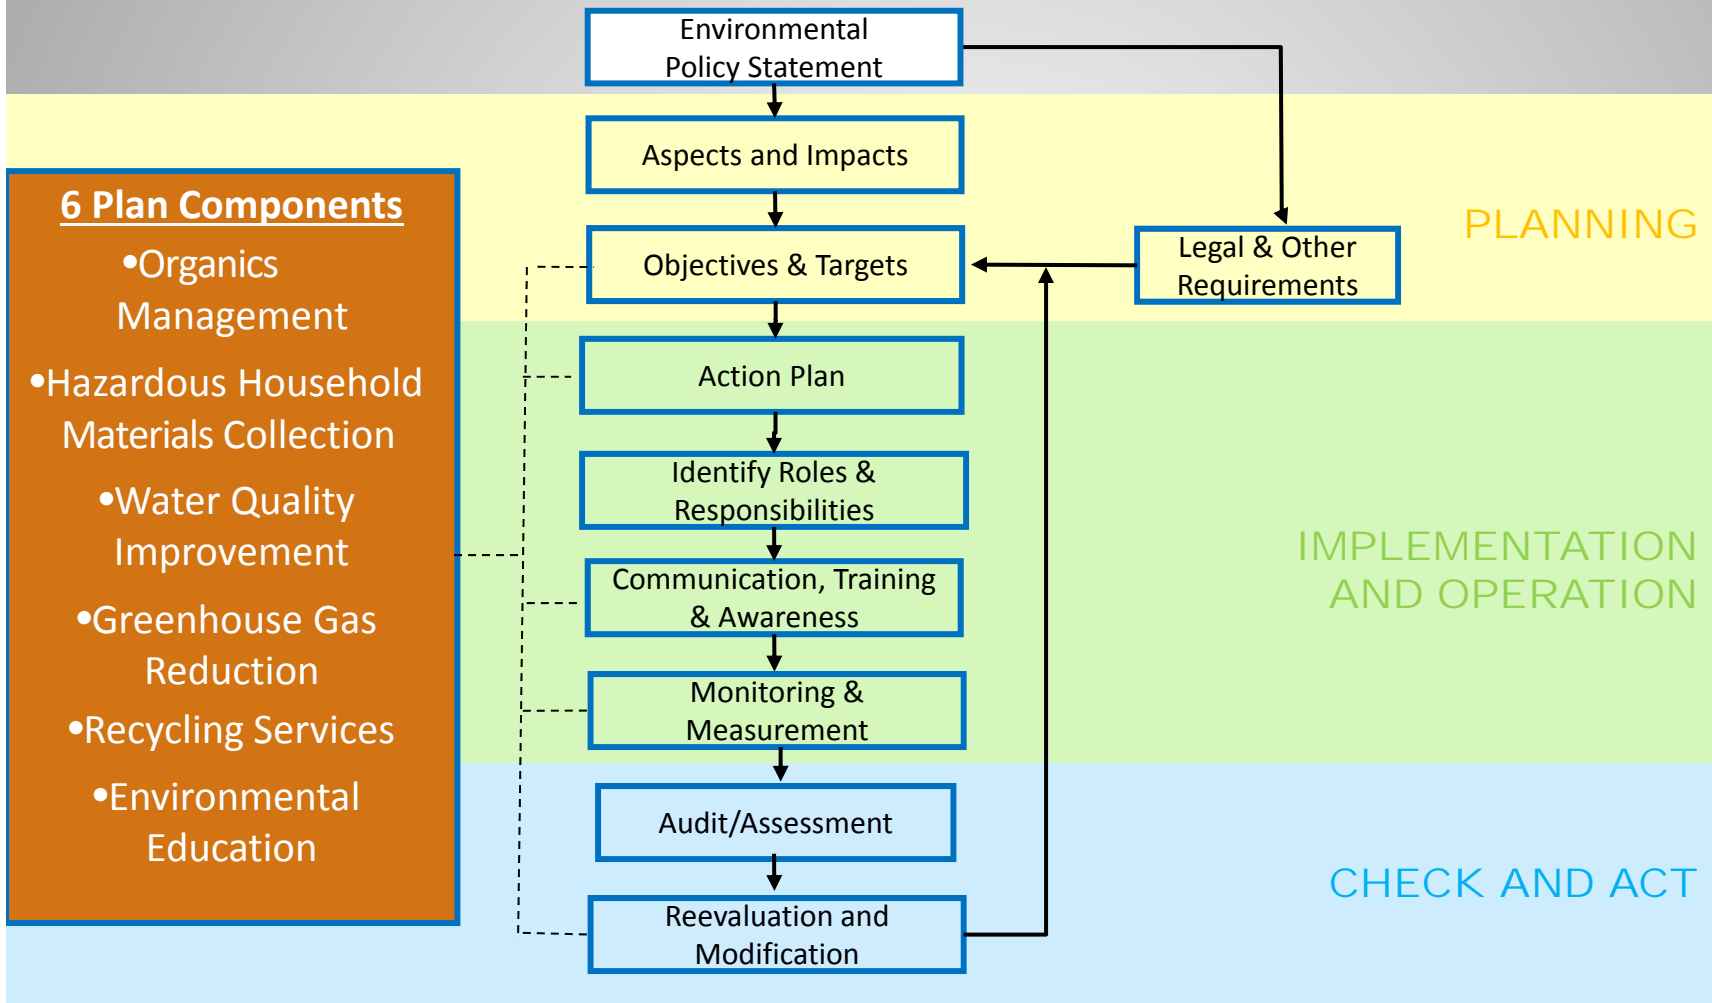 Environmental
Policy Statement
Aspects and Impacts
6 Plan Components
•Organics
Management
•Hazardous Household
Materials Collection
•Water Quality
Improvement
•Greenhouse Gas
Reduction
•Recycling Services
•Environmental
Education
Objectives & Targets
Legal & Other
Requirements
PLANNING
Action Plan
Identify Roles &
Responsibilities
Communication, Training
& Awareness
Monitoring &
Measurement
IMPLEMENTATION
AND OPERATION
Audit/Assessment
Reevaluation and
Modification
CHECK AND ACT